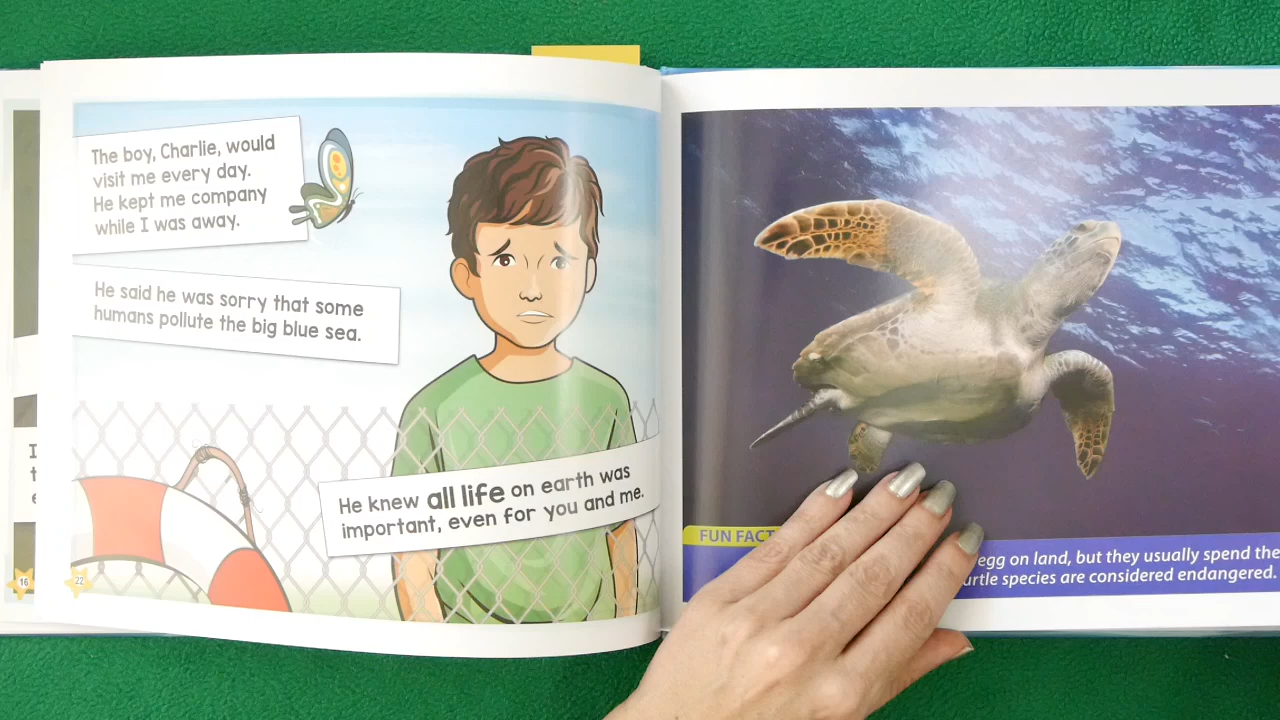 The boy, Charlie, would
visit me every day.
He kept me company
while I was away.
He said he was sorry that some
humans pollute the big blue sea.
He knew all life on earth was
important, even for you and me.
16
22
FUN FACT
egg on land, but they usually spend the
species are considered endangered.